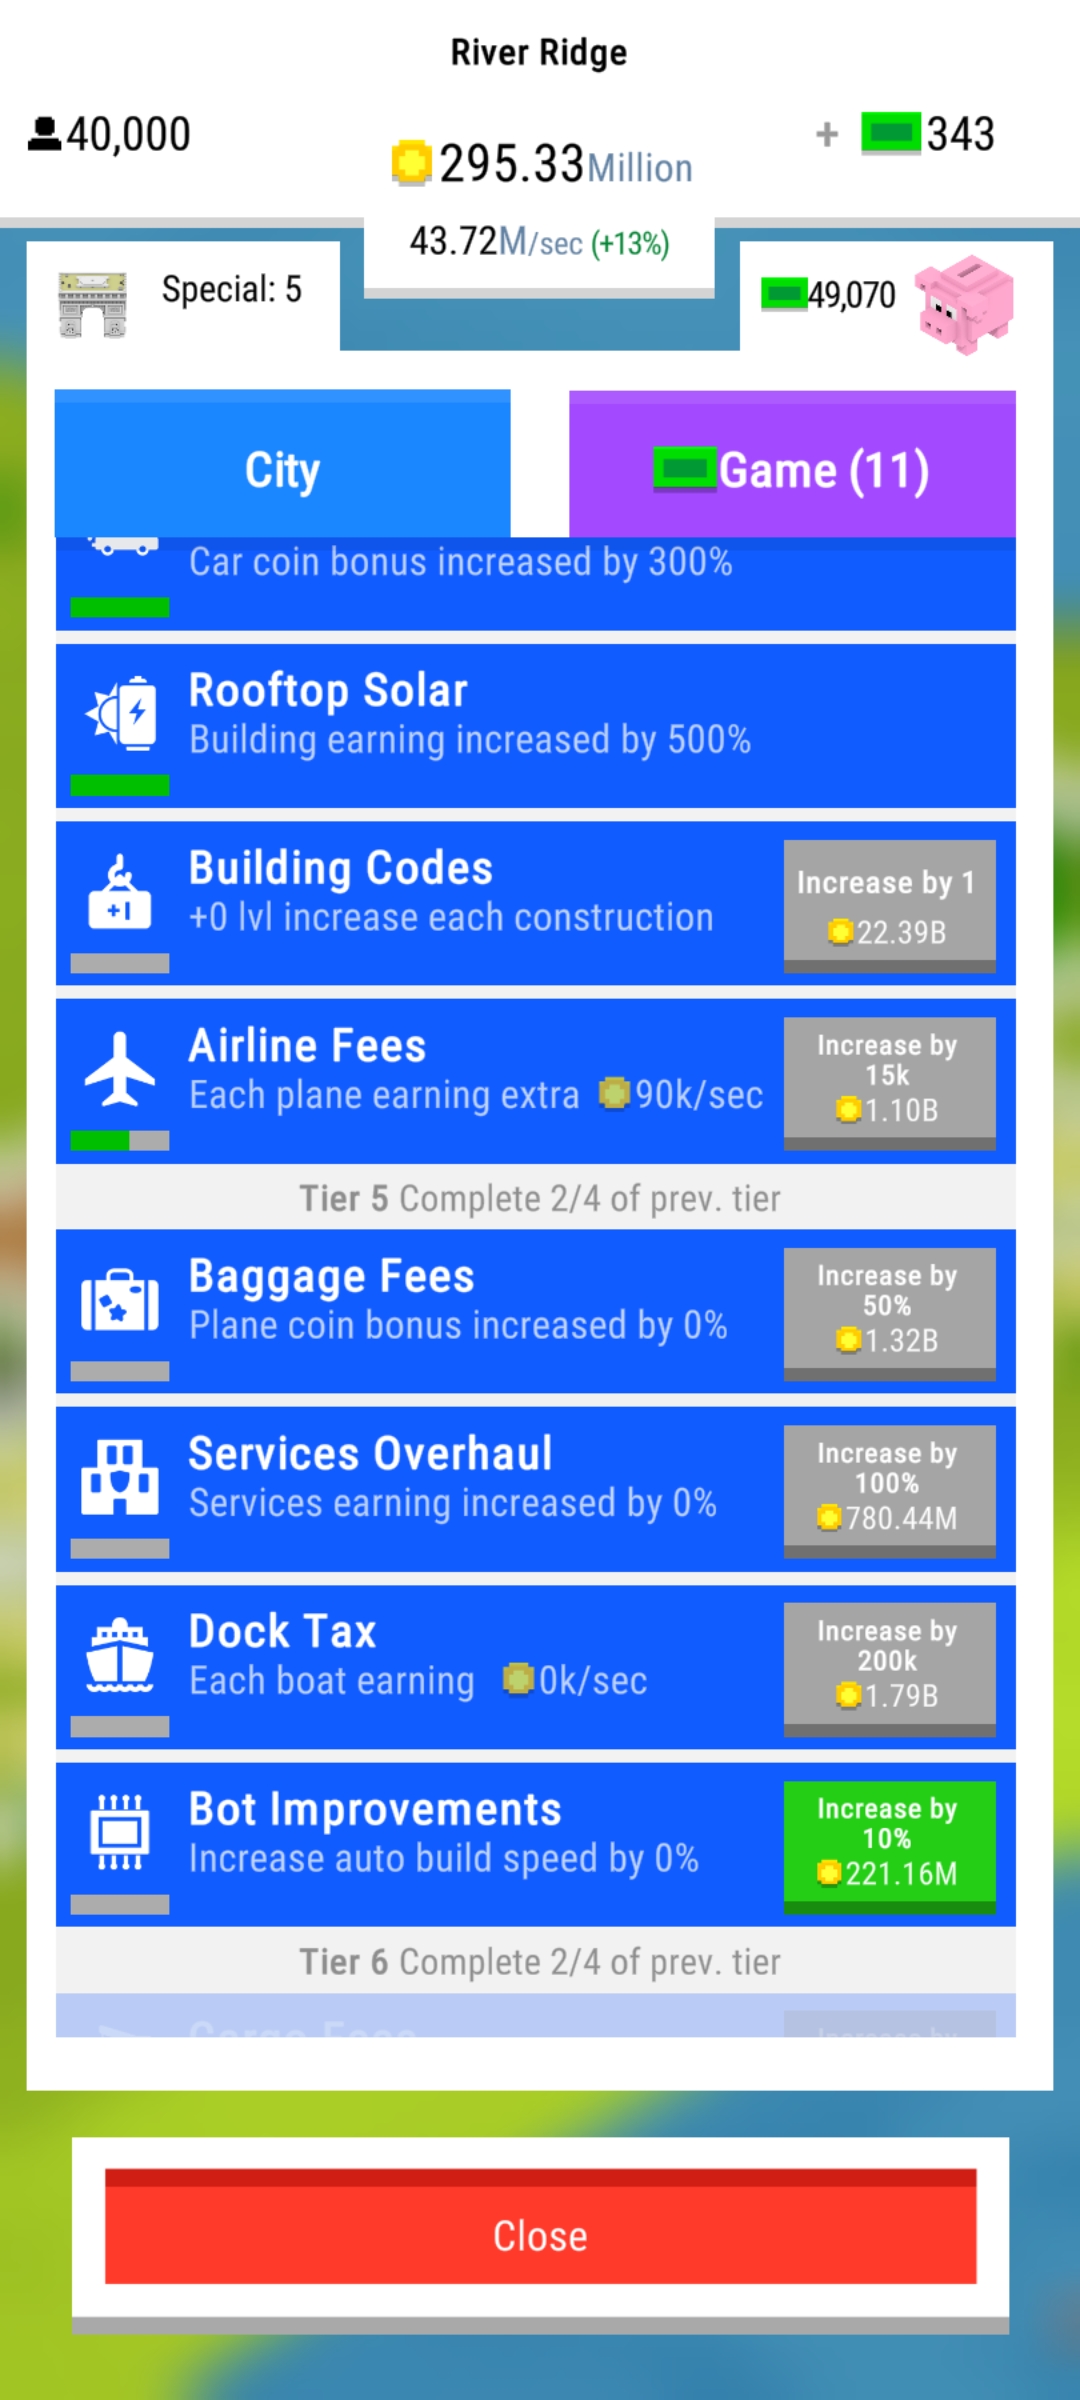 River Ridge
40,000
295.33Million
+ 343
43.72M/sec (+13%)
Special: 5
49,070
City
Game (11)
Car coin bonus increased by 300%
Rooftop Solar
Building earning increased by 500%
Building Codes
+0 lvl increase each construction
+1
Increase by 1
22.39B
Airline Fees
Each plane earning extra 90k/sec
Increase by
15k
1.10B
Tier 5 Complete 2/4 of prev. tier
Baggage Fees
Plane coin bonus increased by 0%
Increase by
50%
1.32B
Services Overhaul
Services earning increased by 0%
Increase by
100%
780.44M
Dock Tax
Each boat earning 0k/sec
Increase by
200k
1.79B
Bot Improvements
Increase auto build speed by 0%
Increase by
10%
221.16M
Tier 6 Complete 2/4 of prev. tier
Cargo Fees
Increase by
Close